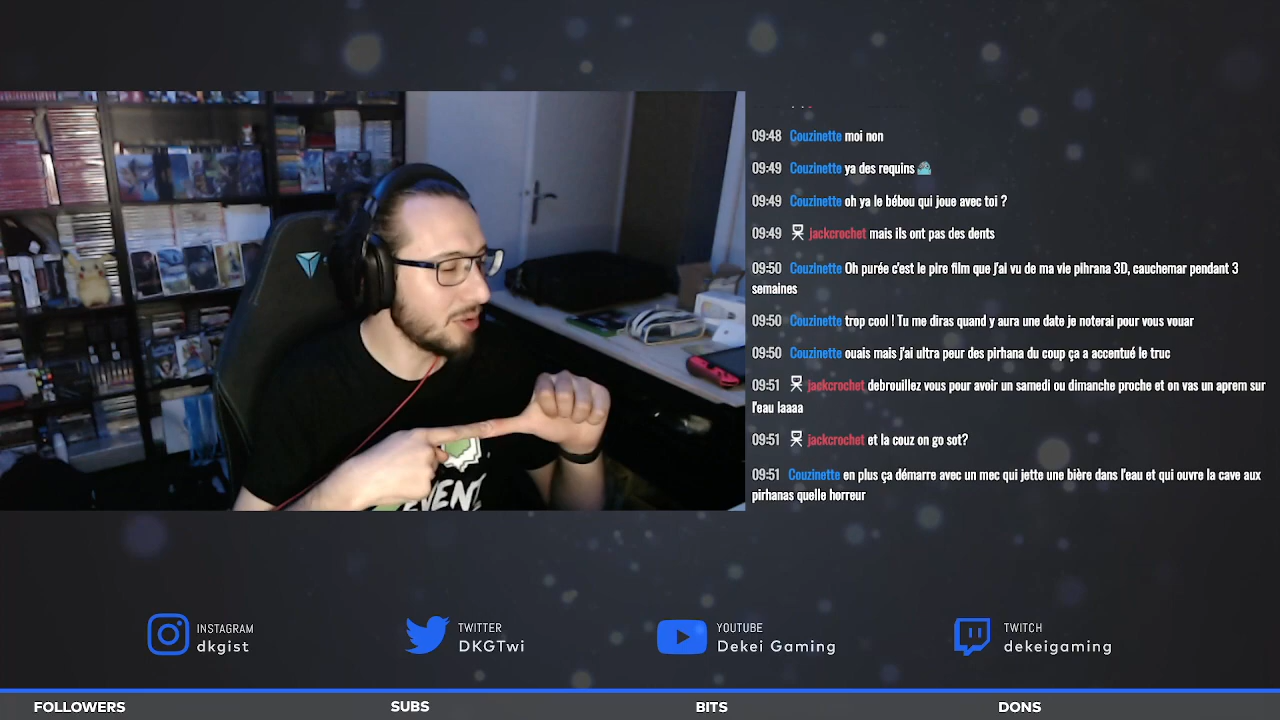 09:48 Couzinette moi non
09:49 Couzinette ya des requins
09:49 Couzinette oh ya le bébou qui joue avec toi ?
09:49 jackcrochet mais ils ont pas des dents
09:50 Couzinette Oh purée c'est le pire film que j'ai vu de ma vie pihrana 3D, cauchemar pendant 3
semaines
09:50 Couzinette trop cool ! Tu me diras quand y aura une date je noterai pour vous vouar
09:50 Couzinette ouais mais j'ai ultra peur des pirhana du coup ça a accentué le truc
09:51 jackcrochet debrouillez vous pour avoir un samedi ou dimanche proche et on vas un aprem sur
l'eau laaaa
09:51 jackcrochet et la couz on go sot?
09:51 Couzinette en plus ça démarre avec un mec qui jette une bière dans l'eau et qui ouvre la cave aux
pirhanas quelle horreur
EVENT
INSTAGRAM
dkgist
TWITTER
DKGTwi
YOUTUBE
Dekei Gaming
TWITCH
dekeigaming
FOLLOWERS
SUBS
BITS
DONS